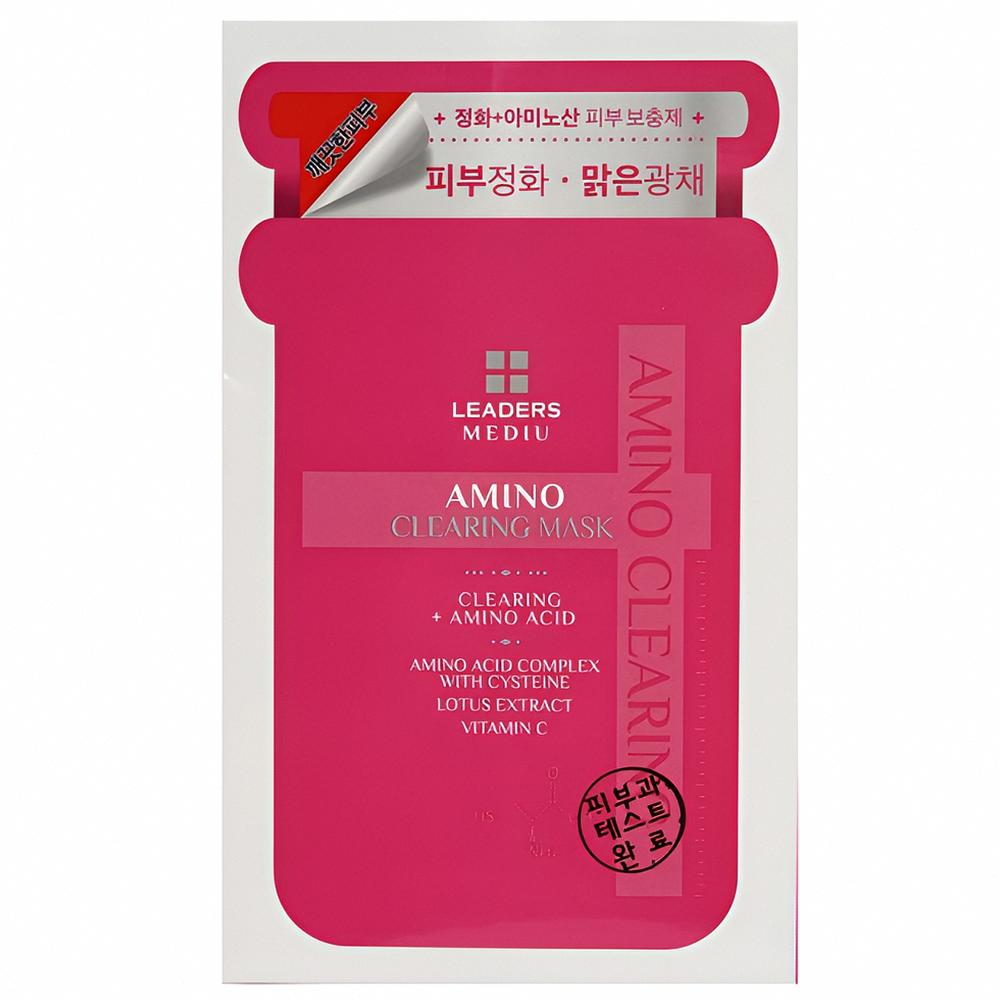 깨끗한피부
+ 정화+아미노산 피부 보충제 +
피부정화 · 맑은광채
LEADERS
MEDIU
AMINO
CLEARING MASK
CLEARING
+ AMINO ACID
AMINO ACID COMPLEX
WITH CYSTEINE
LOTUS EXTRACT
VITAMIN C
AMINO CLEARING
피부과
테스트
완료